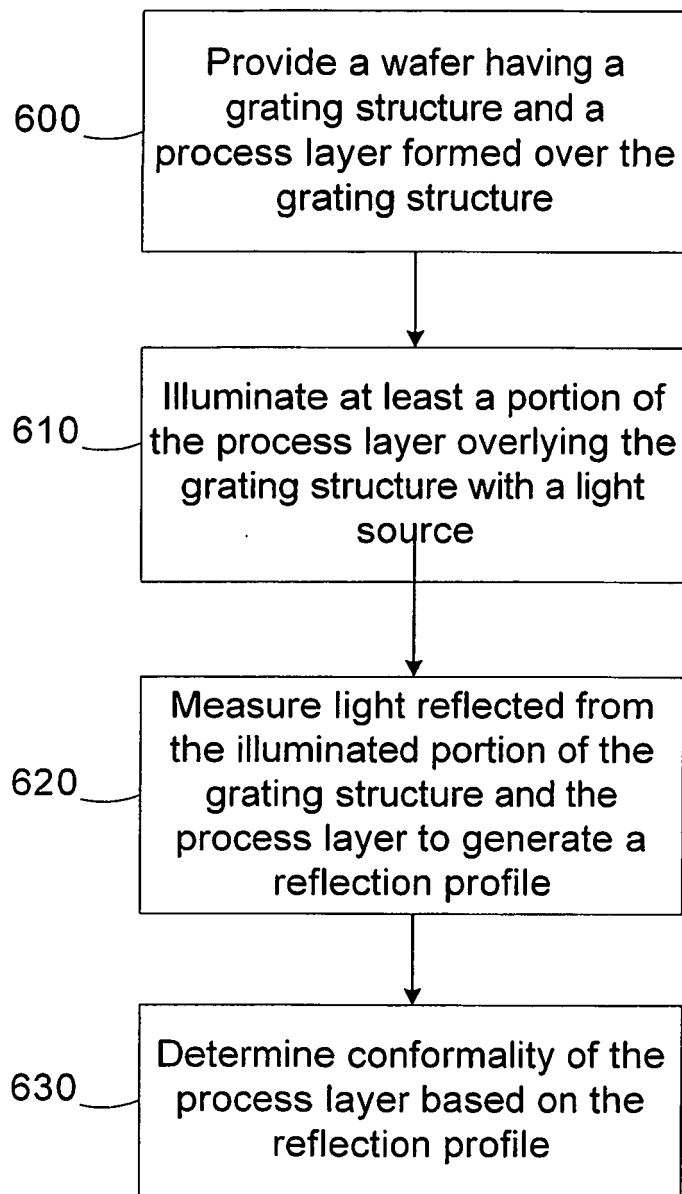 600
Provide a wafer having a
grating structure and a
process layer formed over the
grating structure
610
Illuminate at least a portion of
the process layer overlying the
grating structure with a light
source
620
Measure light reflected from
the illuminated portion of the
grating structure and the
process layer to generate a
reflection profile
630
Determine conformality of the
process layer based on the
reflection profile